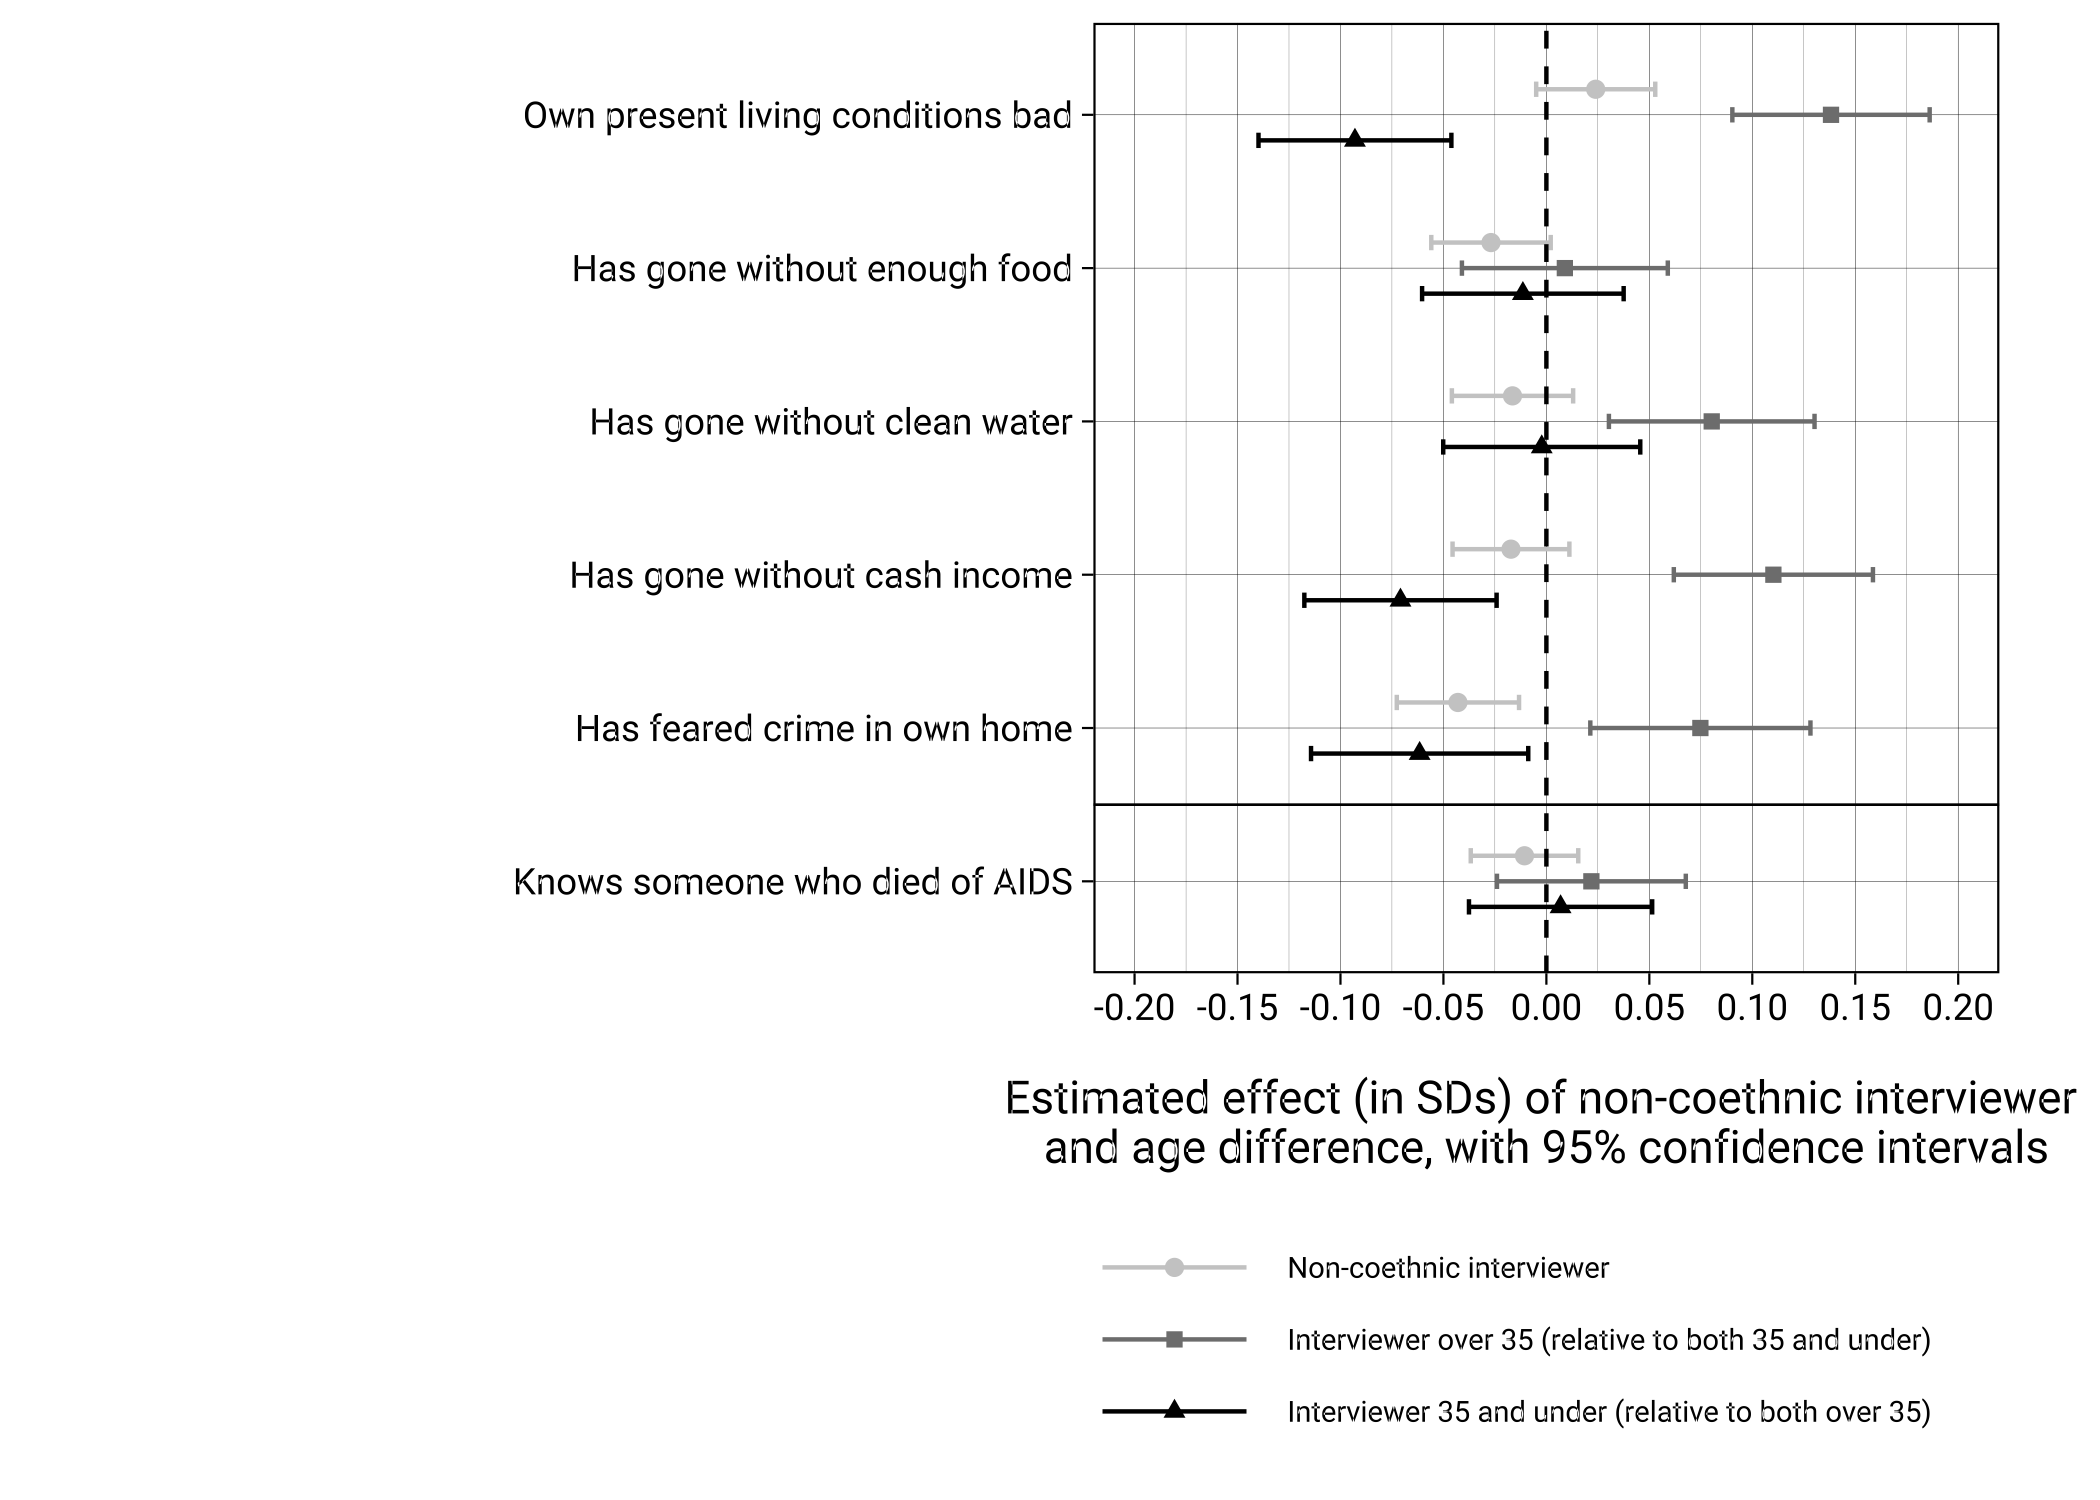 Own present living conditions bad
Has gone without enough food
Has gone without clean water
Has gone without cash income
Has feared crime in own home
Knows someone who died of AIDS
-0.20 -0.15 -0.10 -0.05 0.00 0.05 0.10 0.15 0.20
Estimated effect (in SDs) of non-coethnic interviewer
and age difference, with 95% confidence intervals
Non-coethnic interviewer
Interviewer over 35 (relative to both 35 and under)
Interviewer 35 and under (relative to both over 35)